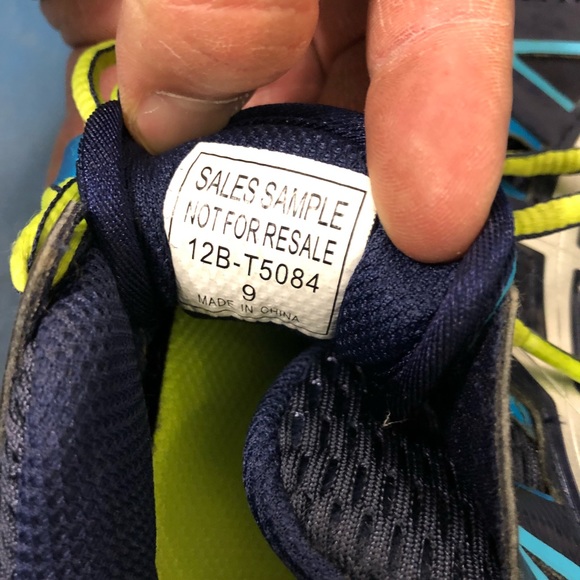 SALES SAMPLE
NOT FOR RESALE
12B-T5084
9
MADE IN CHINA